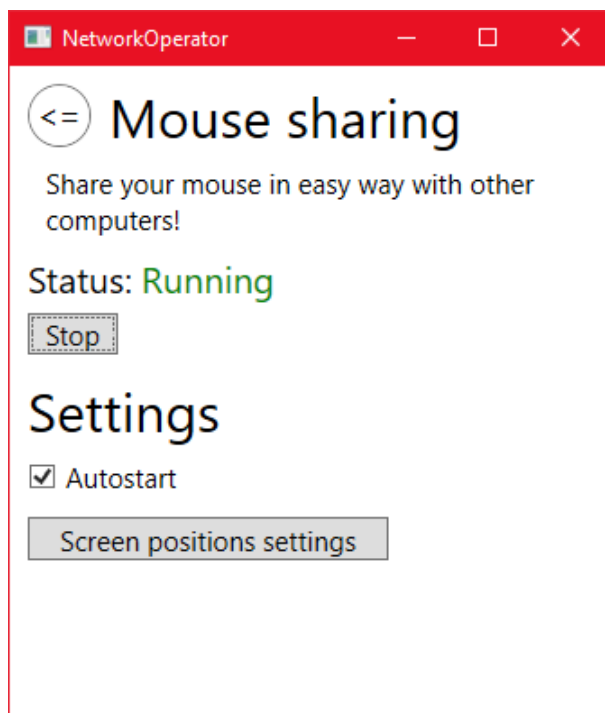 NetworkOperator
<= Mouse sharing
Share your mouse in easy way with other
computers!
Status: Running
Stop
Settings
Autostart
Screen positions settings